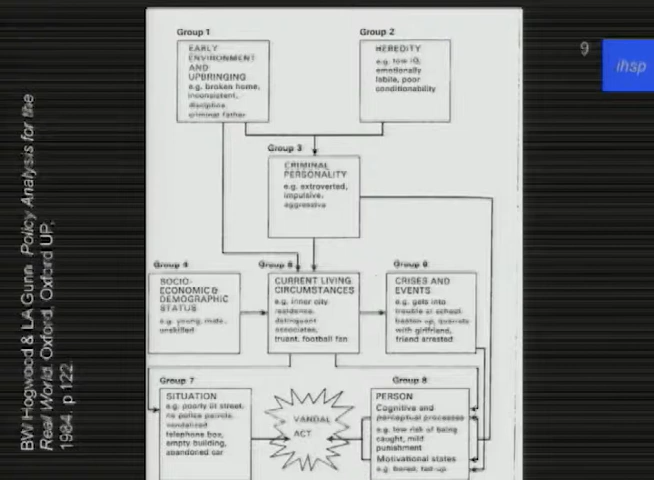 Group 1
EARLY
ENVIRONMENT
AND
UPBRINGING
e.g. broken home,
inconsistent,
discipline,
criminal father
Group 2
HEREDITY
e.g. low IQ,
emotionally
labile, poor
conditionability
9
ihsp
Group 3
CRIMINAL
PERSONALITY
e.g. extroverted,
impulsive,
aggressive
Group 4
SOCIO-
ECONOMIC &
DEMOGRAPHIC
STATUS
e.g. young, male,
unskilled
Group
CURRENT LIVING
CIRCUMSTANCES
e.g. inner city
residence,
delinquent
associates,
truant, football fan
Group
CRISES AND
EVENTS
e.g. gets into
trouble at school,
beaten up, quarrels
with girlfriend,
friend arrested
Group 7
SITUATION
e.g. poorly lit street,
no police patrols,
vandalized
telephone box,
empty building,
abandoned car
VANDAL
ACT
Group 8
PERSON
Cognitive and
perceptual processes
e.g. low risk of being
caught, mild
punishment
Motivational states
e.g. bored, fed-up
BW Hogwood & LA Gunn Policy Analysis for the
Real World. Oxford, Oxford UP,
1984. p 122